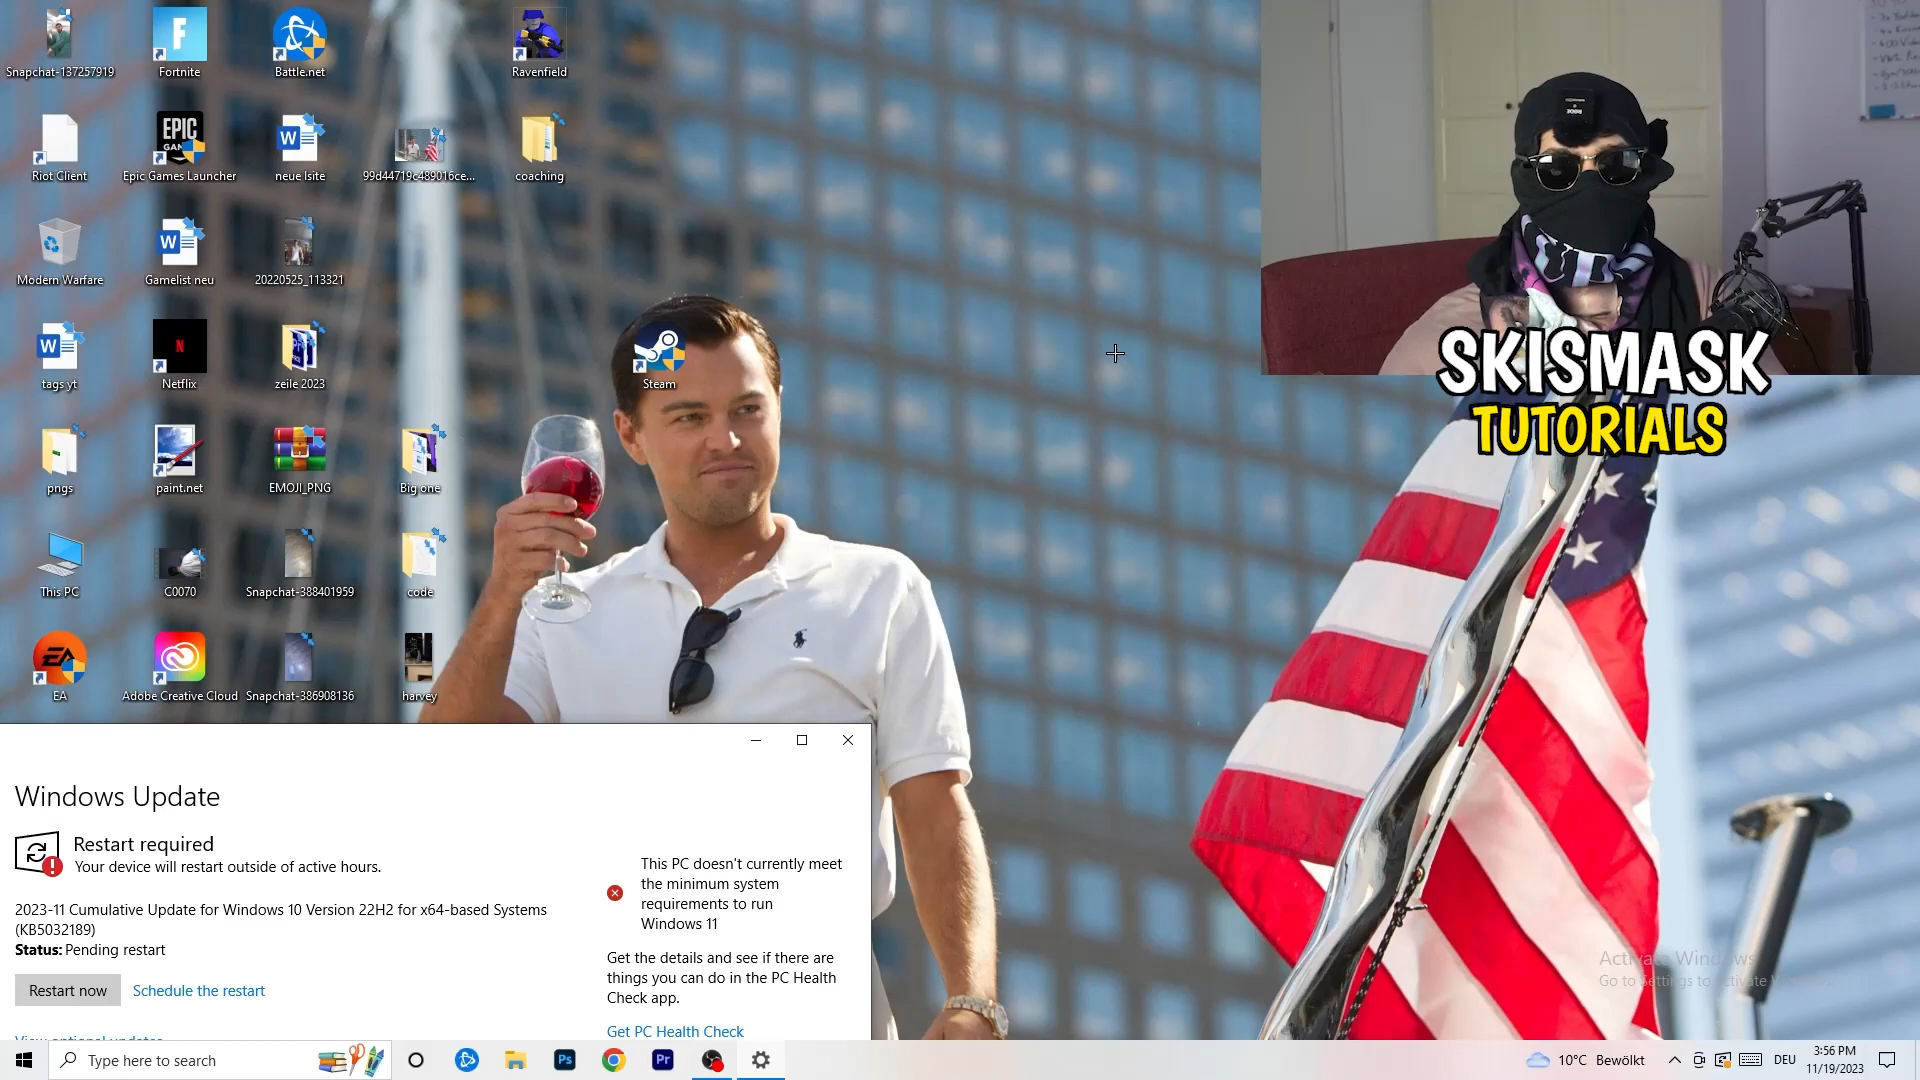 Snapchat-137257919
Fortnite
Battle.net
Ravenfield
Riot Client
EPIC
Epic Games Launcher
neue lsite
99d44719c489016ce...
coaching
Modern Warfare
Gamelist neu
20220525_113321
tags yt
Netflix
zeile 2023
Steam
pngs
paint.net
EMOJI_PNG
Big one
This PC
C0070
Snapchat-388401959
code
EA
Adobe Creative Cloud
Snapchat-386908136
harvey
SKISMASK
TUTORIALS
Windows Update
Restart required
Your device will restart outside of active hours.
2023-11 Cumulative Update for Windows 10 Version 22H2 for x64-based Systems
(KB5032189)
Status: Pending restart
Restart now
Schedule the restart
View optional updates
This PC doesn't currently meet
the minimum system
requirements to run
Windows 11
Get the details and see if there are
things you can do in the PC Health
Check app.
Get PC Health Check
Activate Windows
Go to Settings to activate
Type here to search
Ps
Pr
10°C Bewölkt
DEU
3:56 PM
11/19/2023